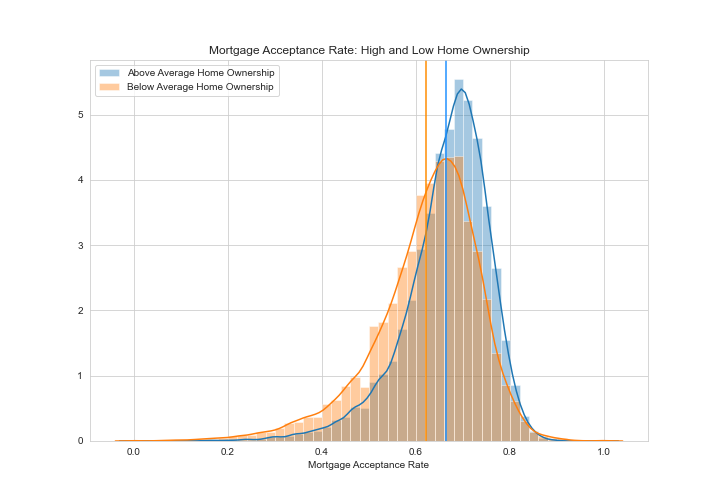 Mortgage Acceptance Rate: High and Low Home Ownership
Above Average Home Ownership
Below Average Home Ownership
5
4
3
2
1
0
0.0 0.2 0.4 0.6 0.8 1.0
Mortgage Acceptance Rate